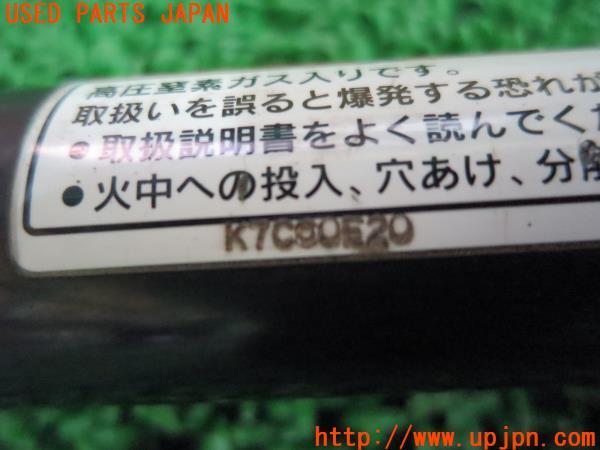 USED PARTS JAPAN
高圧窒素ガス入りです。
取扱いを誤ると爆発する恐れが
● 取扱説明書をよく読んでくだ
● 火中への投入、穴あけ、分解
K7C80E20
http://www.upjpn.com/